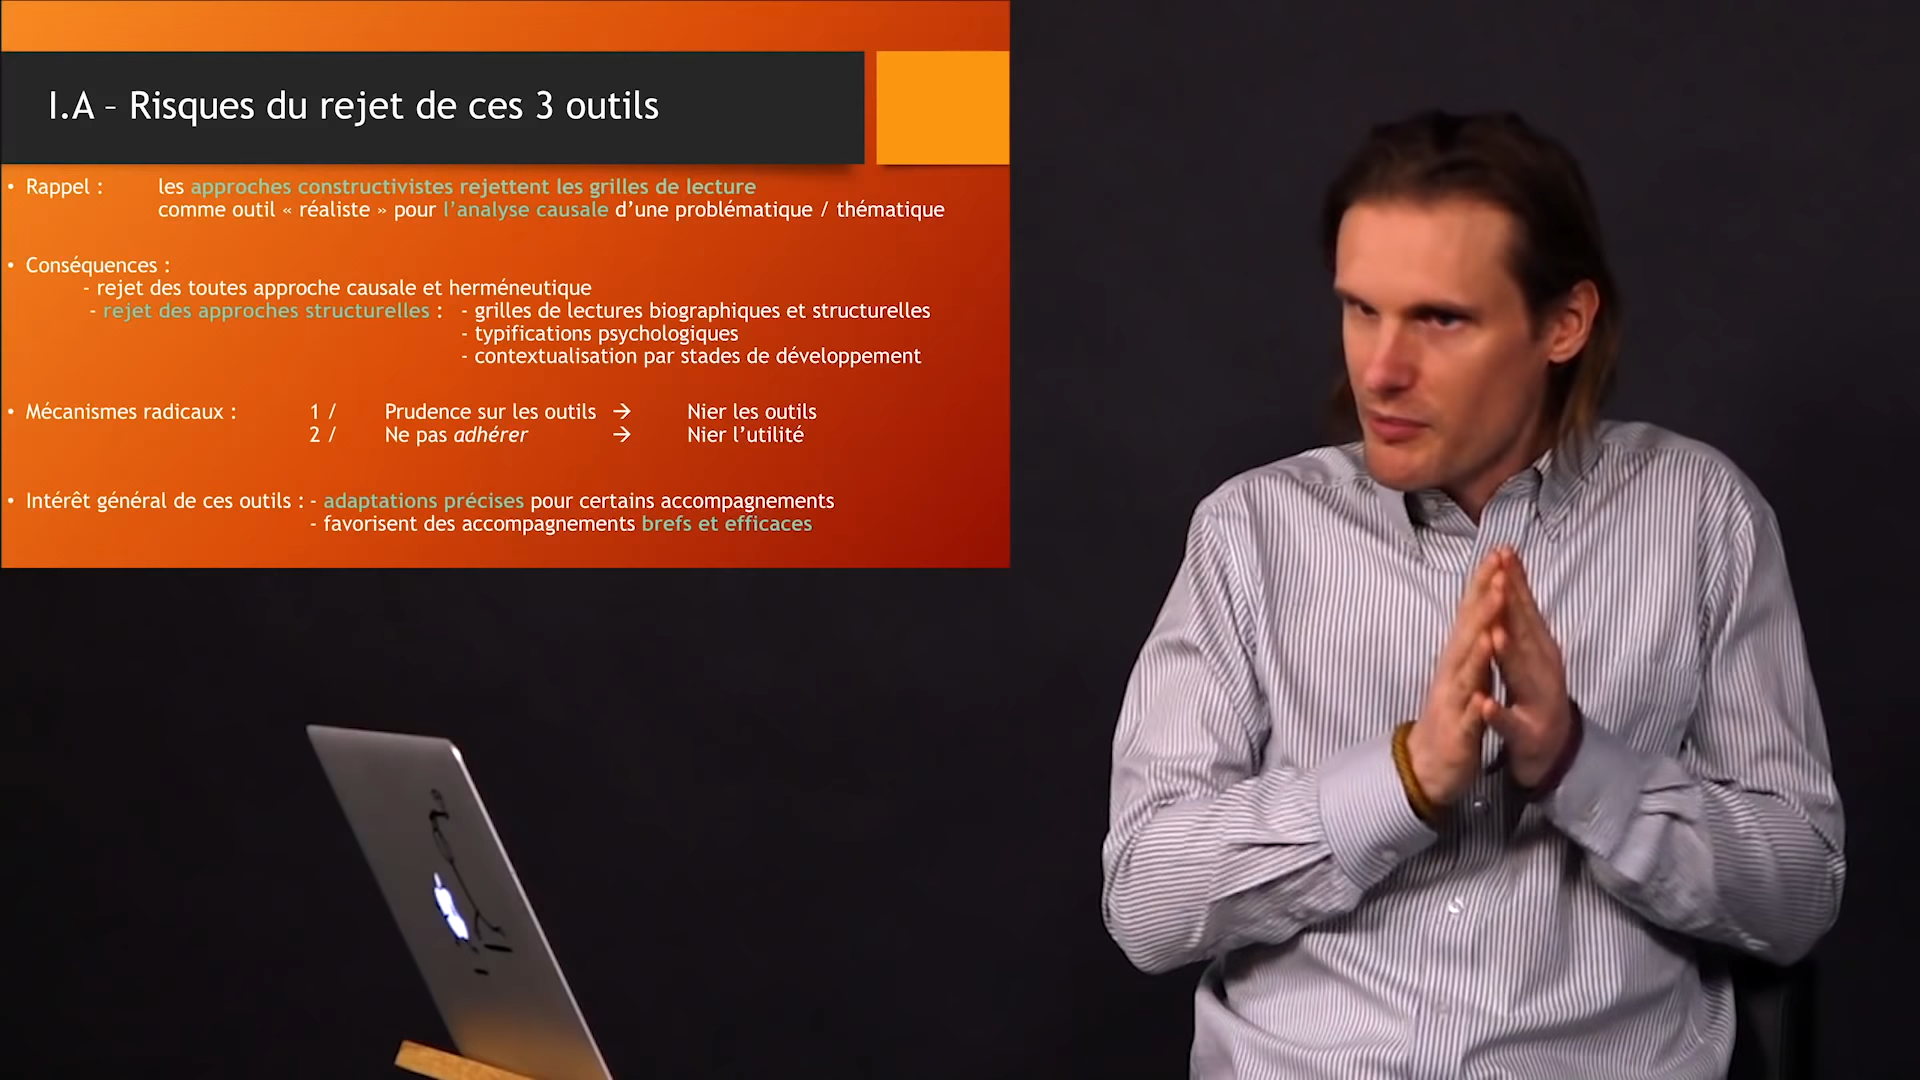 I.A – Risques du rejet de ces 3 outils
• Rappel : les approches constructivistes rejettent les grilles de lecture
comme outil « réaliste » pour l’analyse causale d’une problématique / thématique
• Conséquences :
- rejet des toutes approche causale et herméneutique
- rejet des approches structurelles : - grilles de lectures biographiques et structurelles
- typifications psychologiques
- contextualisation par stades de développement
• Mécanismes radicaux : 1 / Prudence sur les outils → Nier les outils
2 / Ne pas adhérer → Nier l’utilité
• Intérêt général de ces outils : - adaptations précises pour certains accompagnements
- favorisent des accompagnements brefs et efficaces